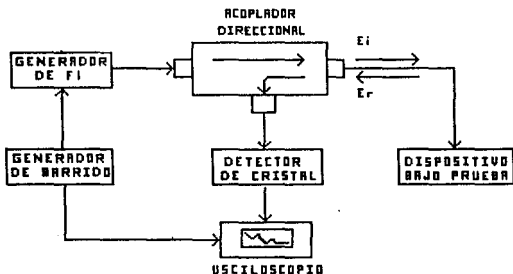 ACOPLADOR
DIRECCIONAL
Ei
Er
GENERADOR
DE FI
GENERADOR
DE BARRIDO
DETECTOR
DE CRISTAL
DISPOSITIVO
BAJO PRUEBA
OSCILOSCOPIO